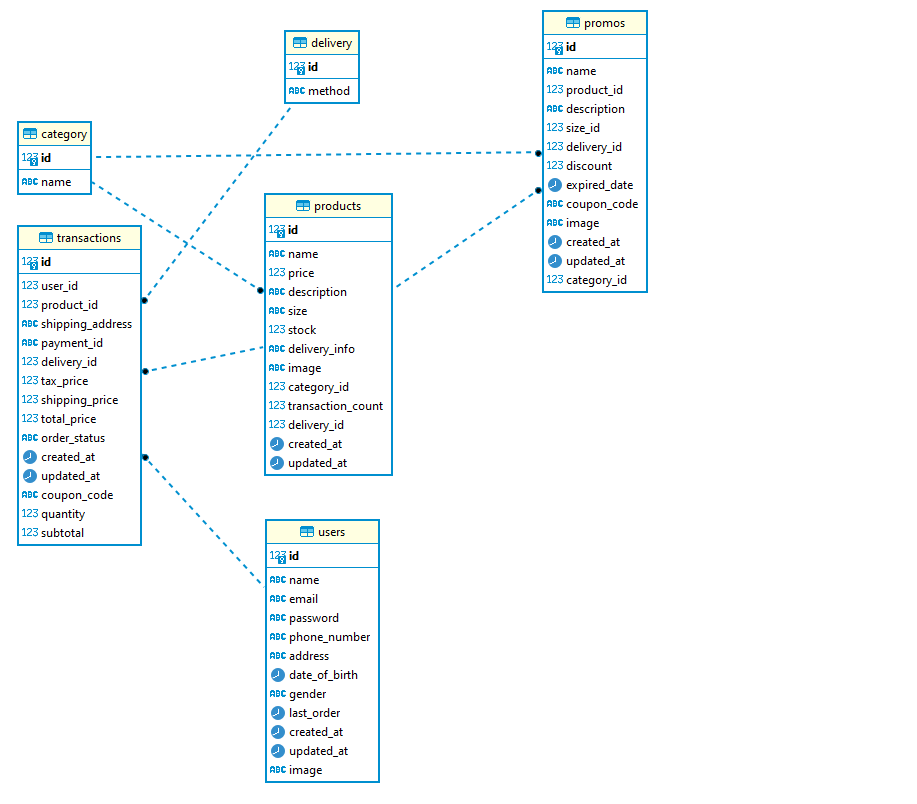 delivery
123 id
ABC method
category
123 id
ABC name
transactions
123 id
123 user_id
123 product_id
ABC shipping_address
ABC payment_id
123 delivery_id
123 tax_price
123 shipping_price
123 total_price
ABC order_status
created_at
updated_at
ABC coupon_code
123 quantity
123 subtotal
products
123 id
ABC name
123 price
ABC description
ABC size
123 stock
ABC delivery_info
ABC image
123 category_id
123 transaction_count
123 delivery_id
created_at
updated_at
users
123 id
ABC name
ABC email
ABC password
ABC phone_number
ABC address
date_of_birth
ABC gender
last_order
created_at
updated_at
ABC image
promos
123 id
ABC name
123 product_id
ABC description
123 size_id
123 delivery_id
123 discount
expired_date
ABC coupon_code
ABC image
created_at
updated_at
123 category_id